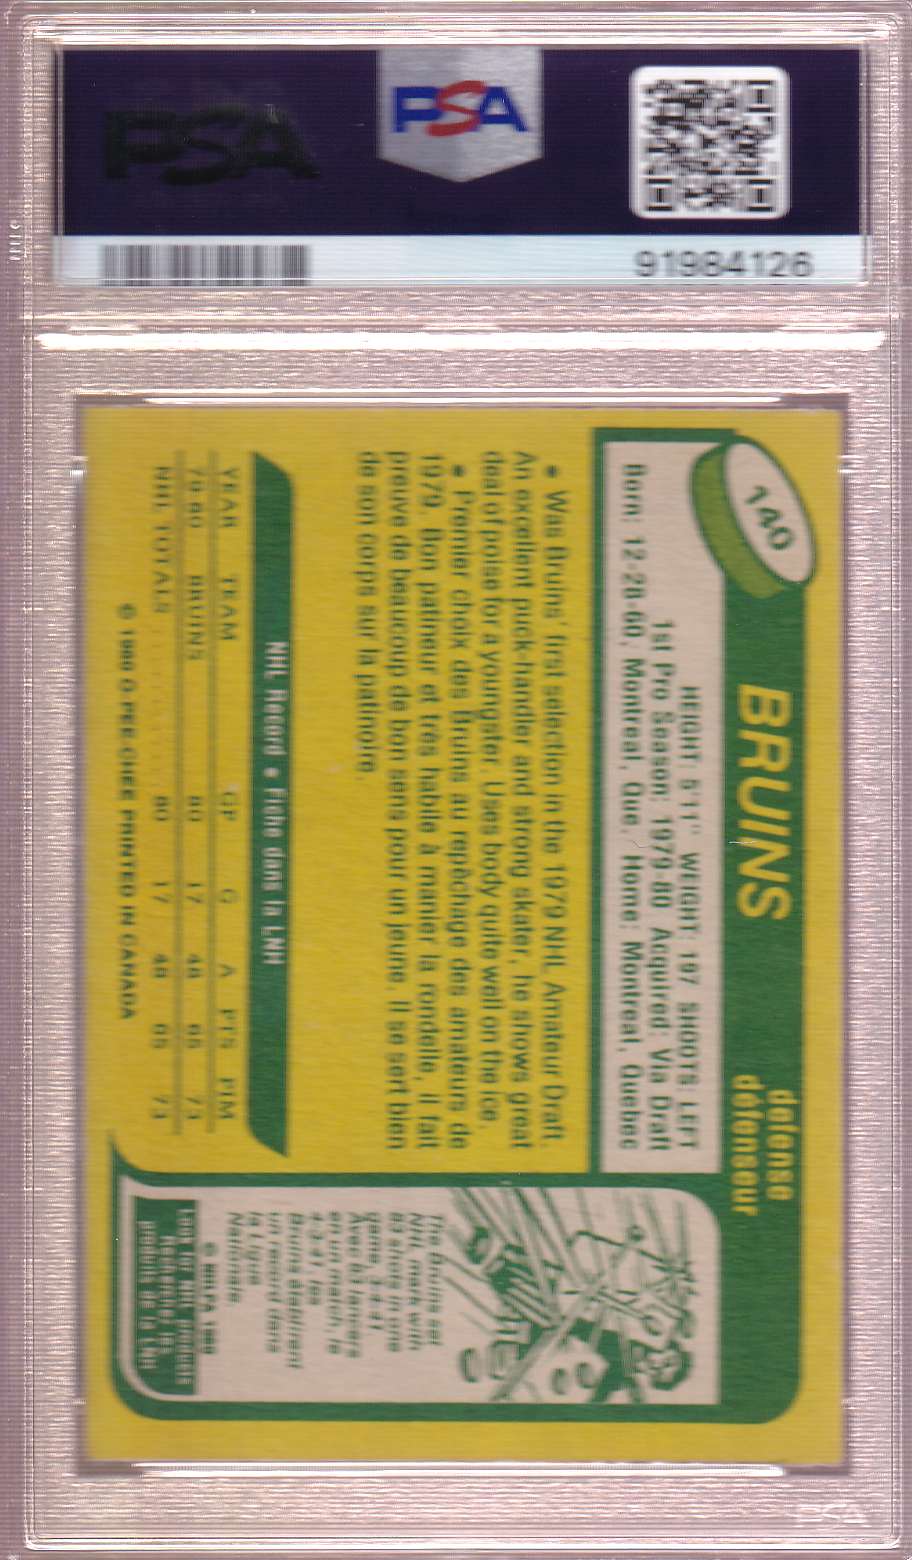 PSA
PSA
91984126
140
BRUINS
defense
défenseur
HEIGHT 5'11" WEIGHT: 197 SHOOTS: LEFT
1st Pro Season: 1979-80 Acquired: Via Draft
Born: 12-28-60, Montreal, Que. Home: Montreal, Quebec
• Was Bruins' first selection in the 1979 NHL Amateur Draft.
An excellent puck-handler and strong skater, he shows great
deal of poise for a youngster. Uses body quite well on the ice.
• Premier choix des Bruins au repêchage des amateurs de
1979. Bon patineur et très habile à manier la rondelle, il fait
preuve de beaucoup de bon sens pour un jeune. Il se sert bien
de son corps sur la patinoire.
NHL Record • Fiche dans la LNH
YEAR TEAM GP G A PTS PIM
79-80 BRUINS 80 17 48 65 73
NHL TOTALS 80 17 48 65 73
© 1980 O-PEE-CHEE PRINTED IN CANADA
PSA